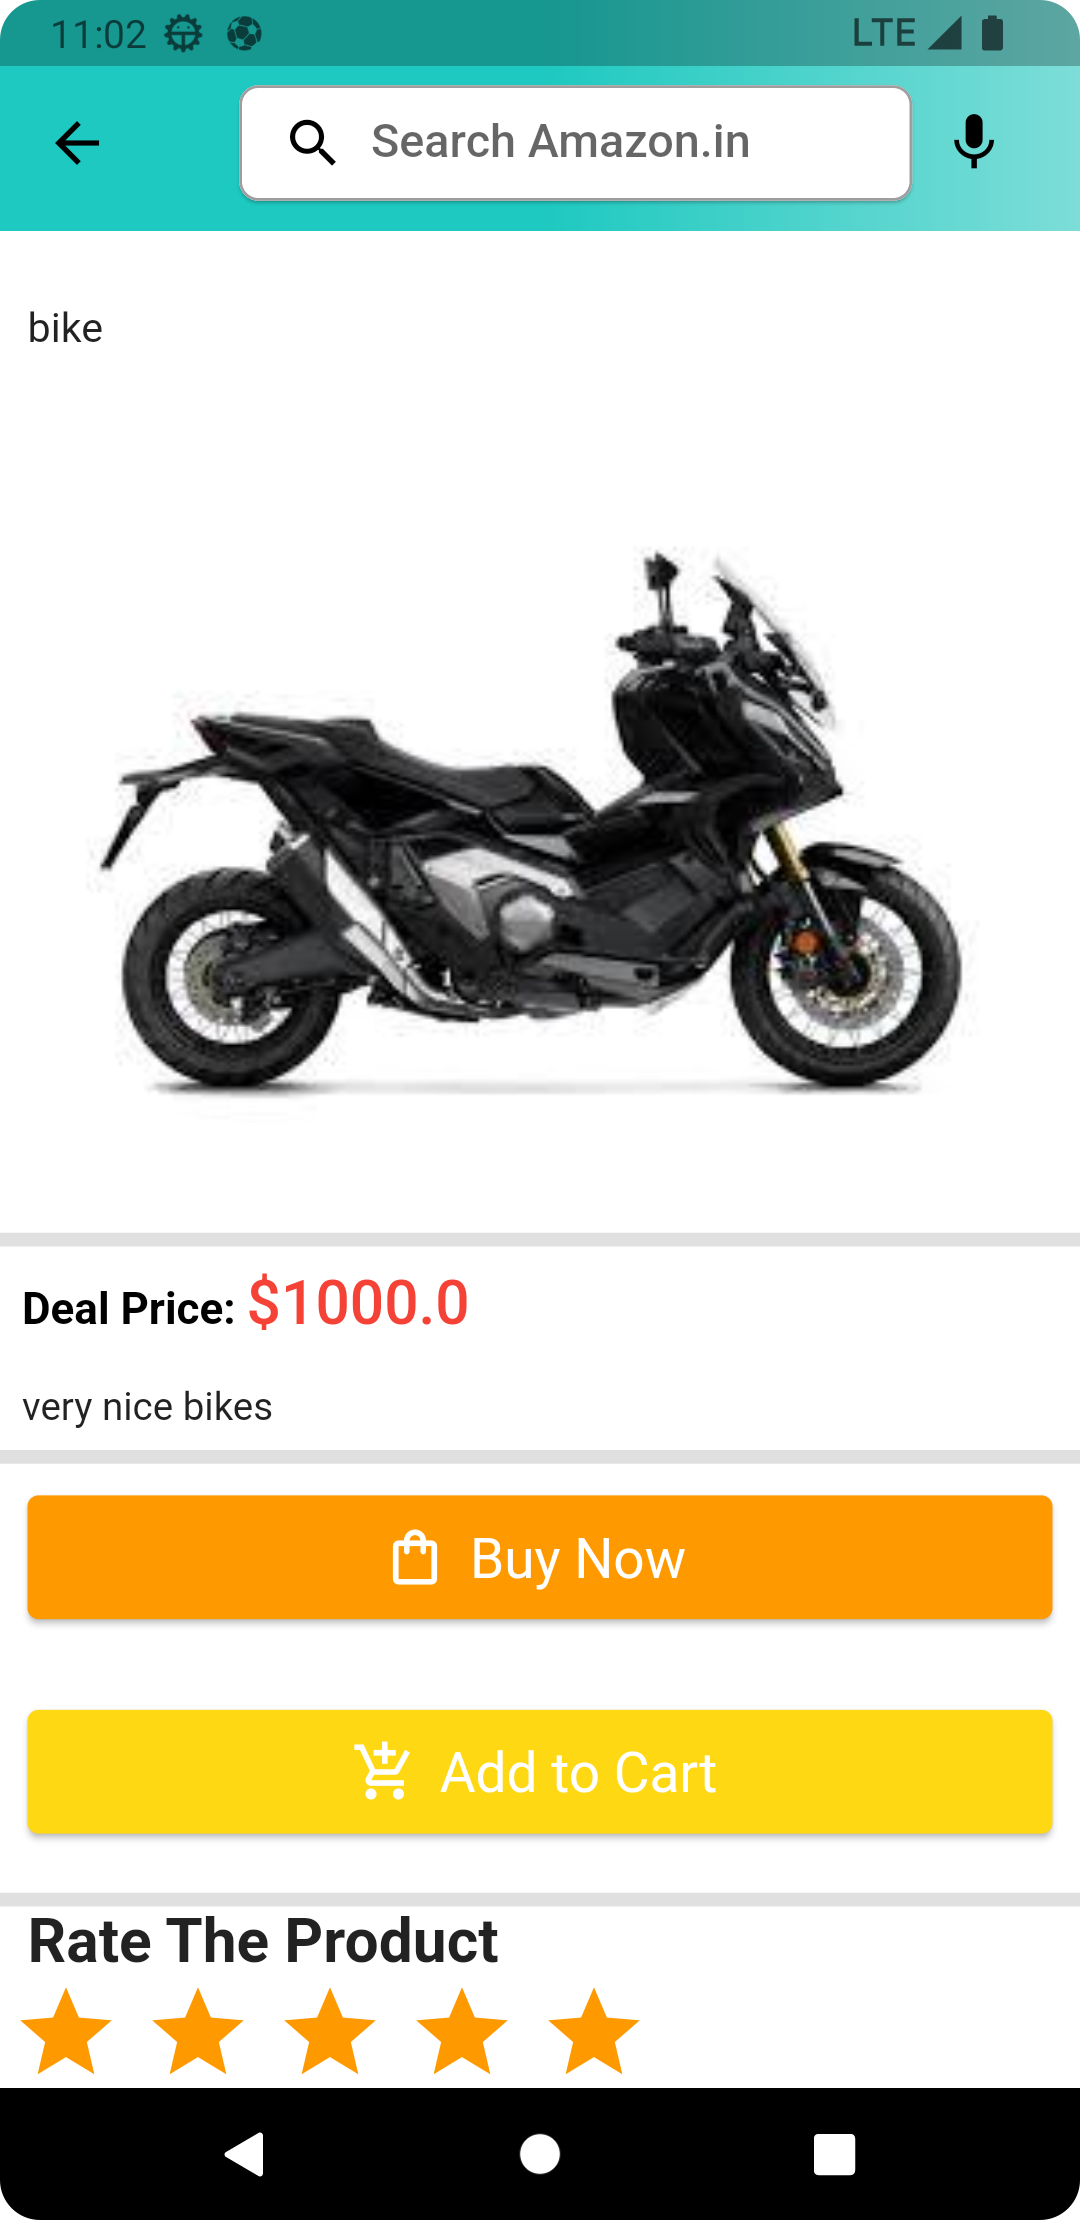 11:02 LTE
Search Amazon.in
bike
Deal Price: $1000.0
very nice bikes
Buy Now
Add to Cart
Rate The Product